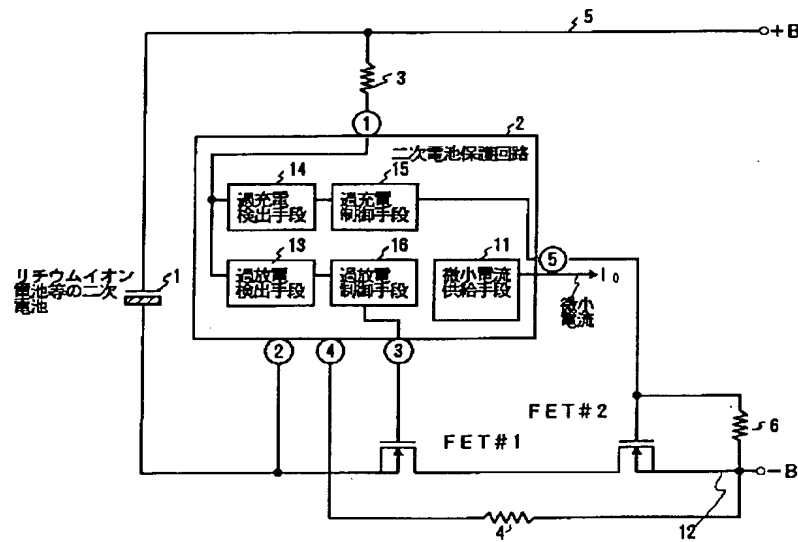 5
+B
3
①
2
二次電池保護回路
14
15
過充電
検出手段
過充電
制御手段
13
16
11
⑤
過放電
検出手段
過放電
制御手段
微小電流
供給手段
I₀
微小
電流
リチウムイオン
電池等の二次
電池
1
②
④
③
FET#1
FET#2
6
-B
4
12